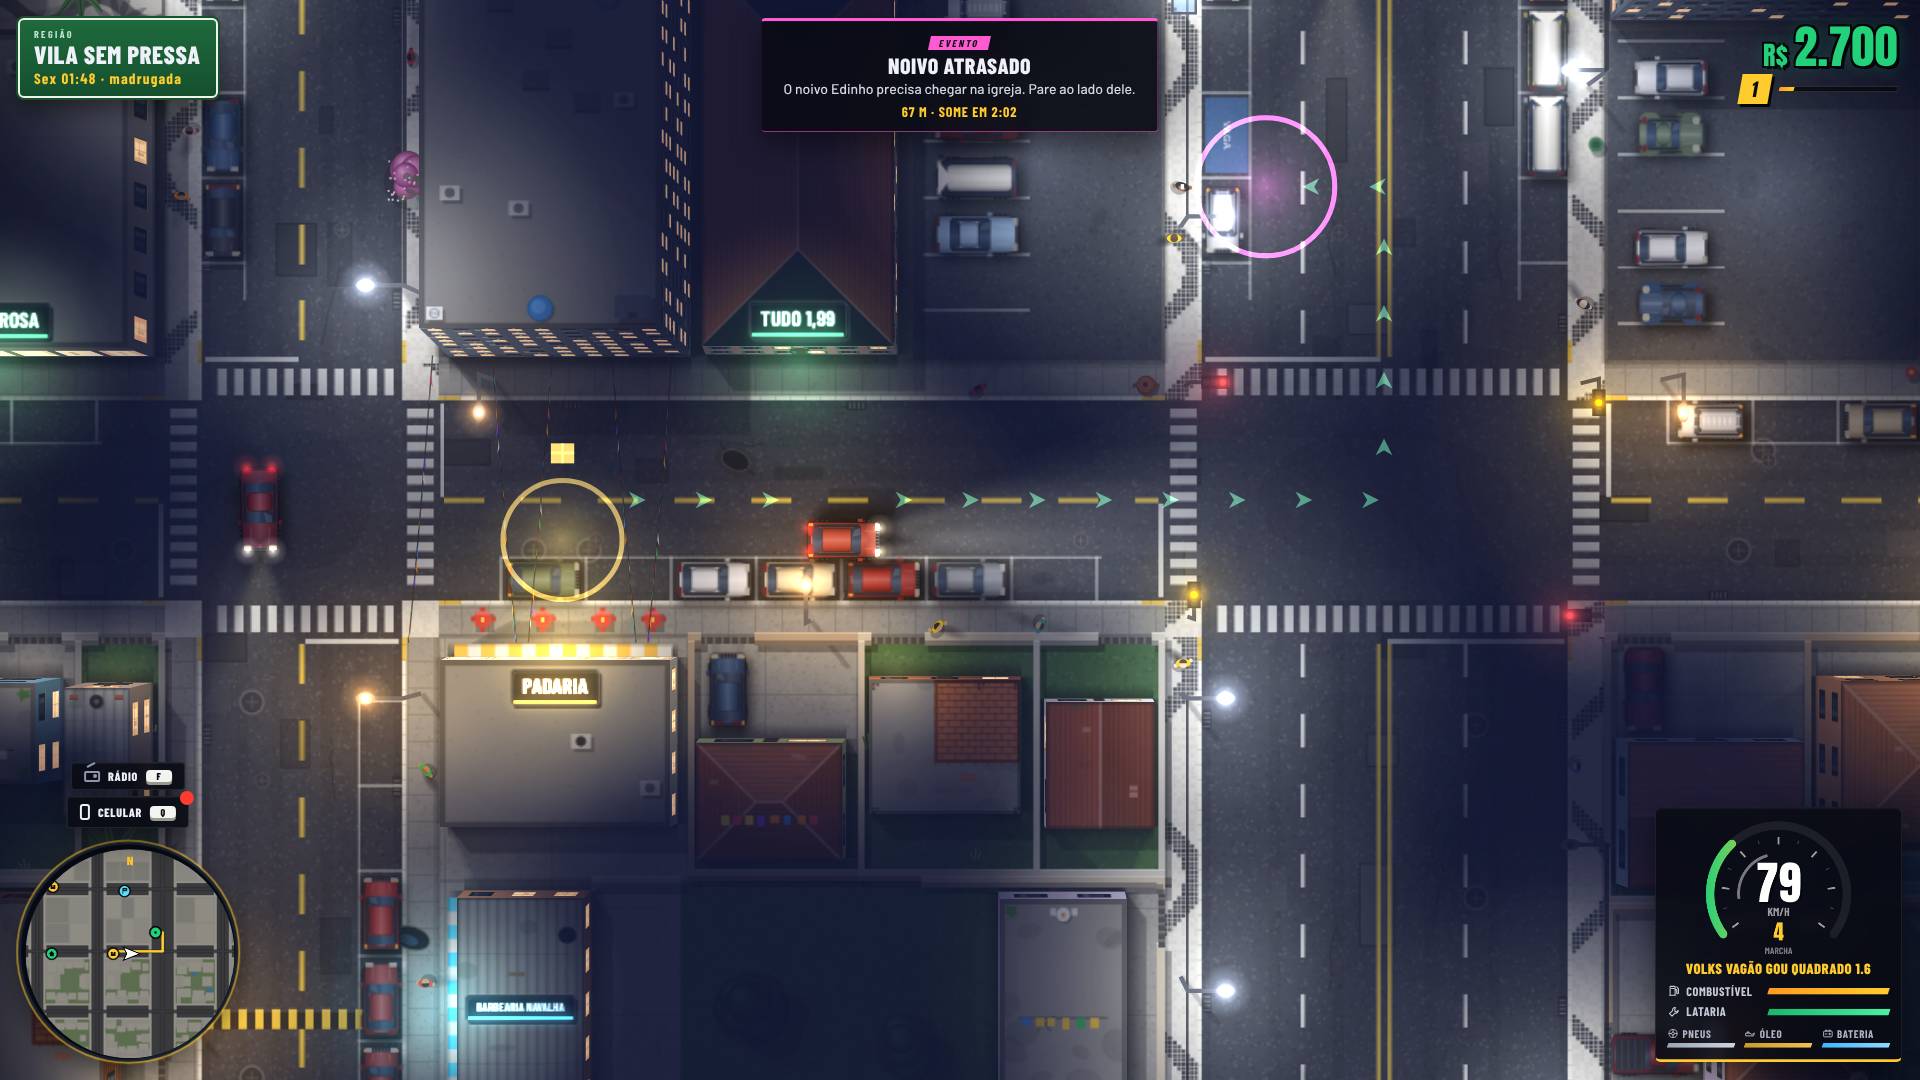 REGIÃO
VILA SEM PRESSA
Sex 01:48 · madrugada
EVENTO
NOIVO ATRASADO
O noivo Edinho precisa chegar na igreja. Pare ao lado dele.
67 M · SOME EM 2:02
R$ 2.700
1
VAGA
ROSA
TUDO 1,99
PADARIA
RÁDIO F
CELULAR Q
N
P
BARBEARIA NAVALHA
79
KM/H
4
MARCHA
VOLKS VAGÃO GOU QUADRADO 1.6
COMBUSTÍVEL
LATARIA
PNEUS ÓLEO BATERIA